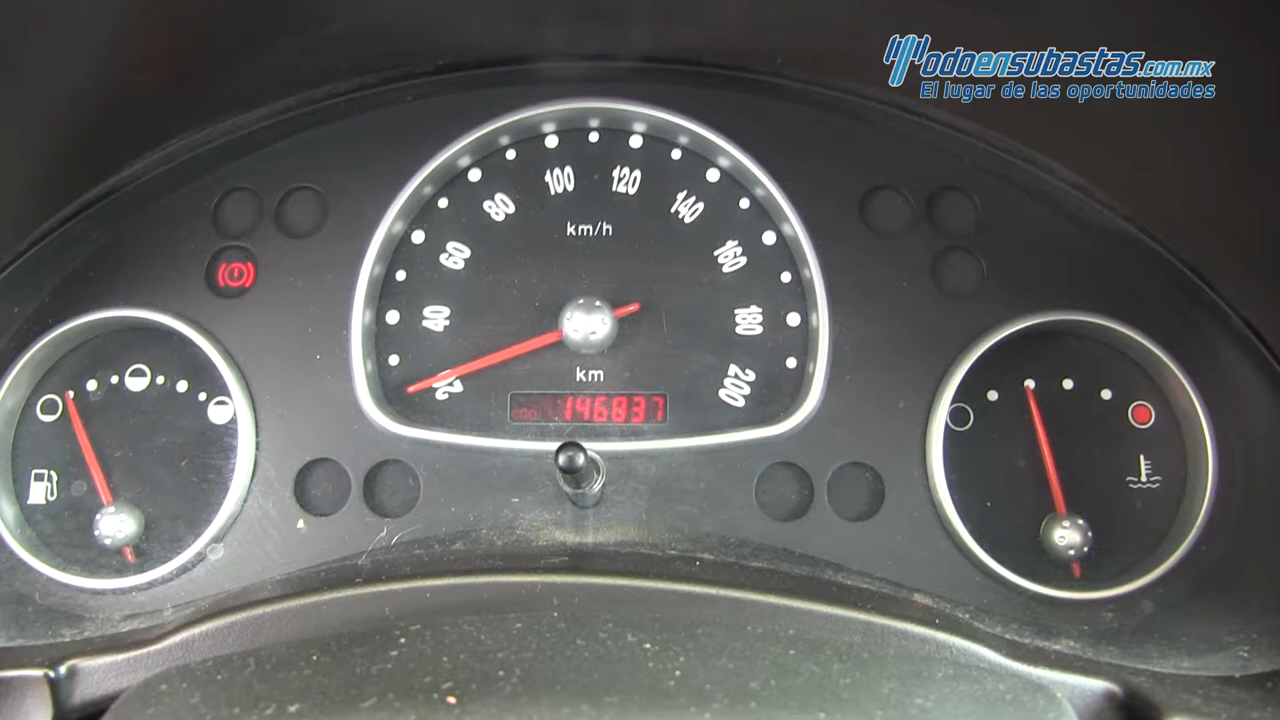 Todoensubastas.com.mx
El lugar de las oportunidades
100 120
80 140
km/h
60 160
40 180
km
20 200
146837